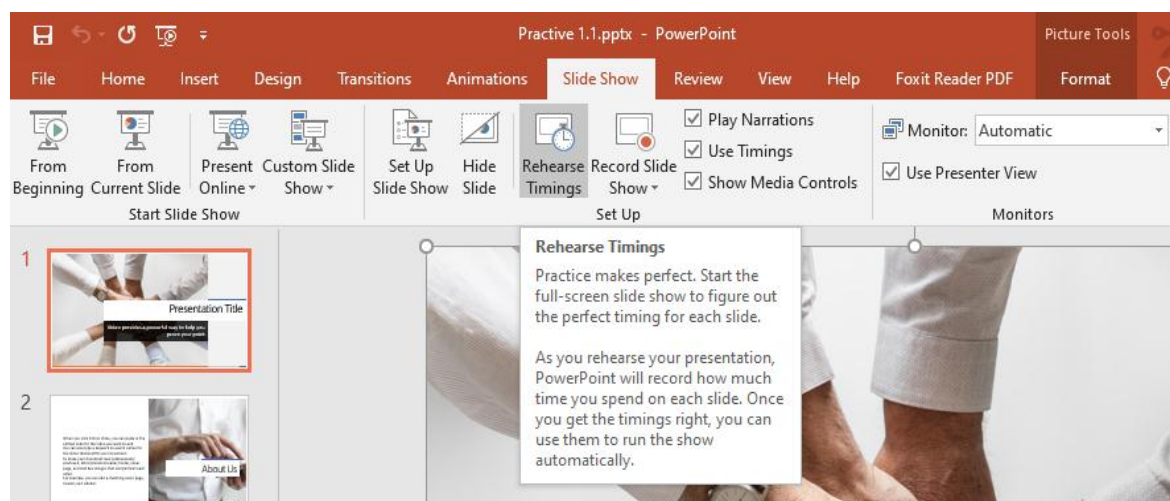 Practive 1.1.pptx - PowerPoint
Picture Tools
File Home Insert Design Transitions Animations Slide Show Review View Help Foxit Reader PDF Format
From Beginning
From Current Slide
Present Online
Custom Slide Show
Start Slide Show
Set Up Slide Show
Hide Slide
Rehearse Timings
Record Slide Show
Play Narrations
Use Timings
Show Media Controls
Set Up
Monitor: Automatic
Use Presenter View
Monitors
1
Presentation Title
2
About Us
Rehearse Timings
Practice makes perfect. Start the
full-screen slide show to figure out
the perfect timing for each slide.
As you rehearse your presentation,
PowerPoint will record how much
time you spend on each slide. Once
you get the timings right, you can
use them to run the show
automatically.